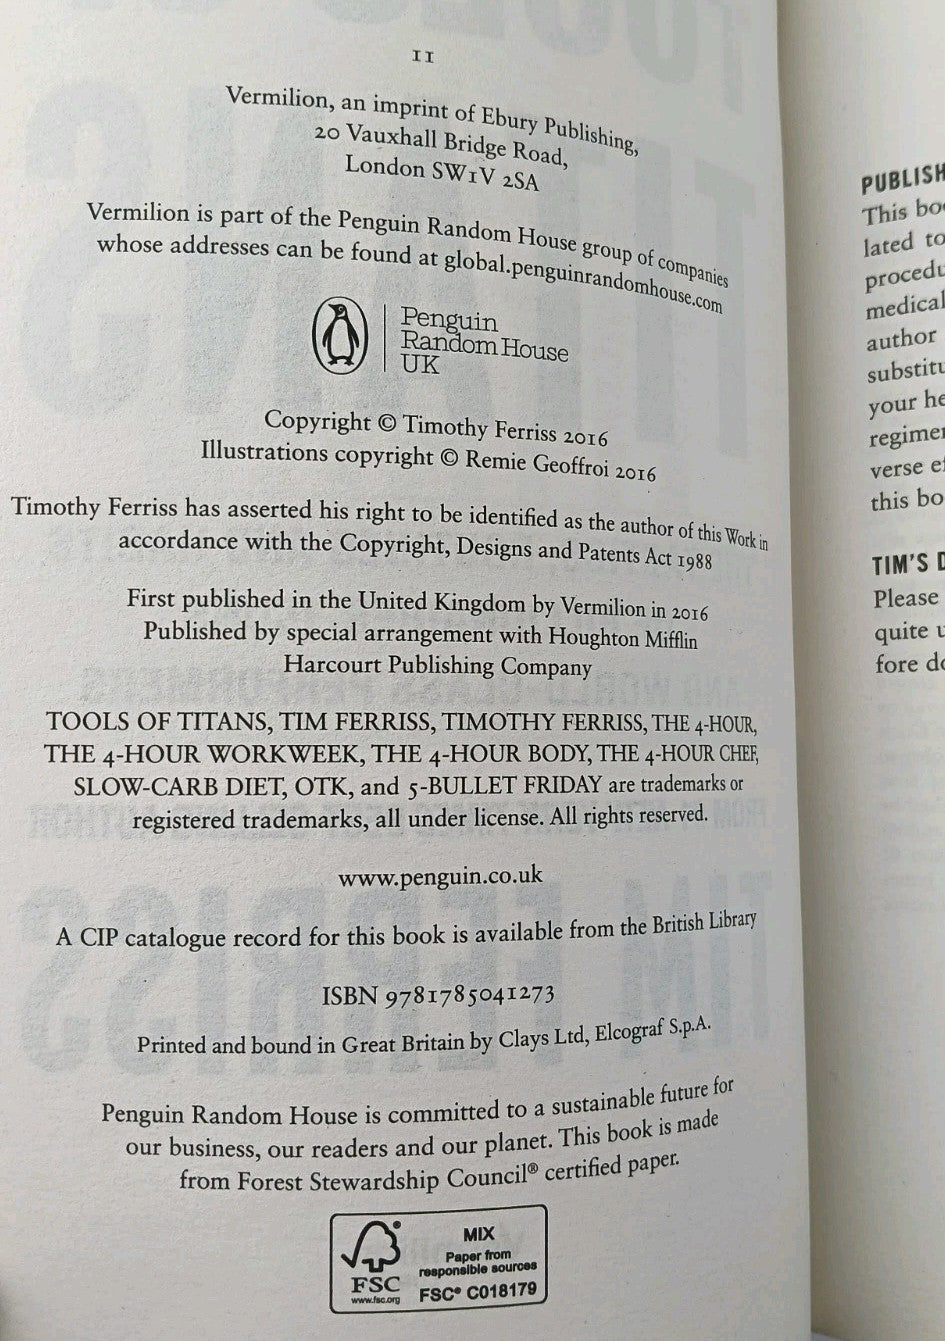 11
Vermilion, an imprint of Ebury Publishing,
20 Vauxhall Bridge Road,
London SW1V 2SA
Vermilion is part of the Penguin Random House group of companies
whose addresses can be found at global.penguinrandomhouse.com
Penguin
Random House
UK
Copyright © Timothy Ferriss 2016
Illustrations copyright © Remie Geoffroi 2016
Timothy Ferriss has asserted his right to be identified as the author of this Work in
accordance with the Copyright, Designs and Patents Act 1988
First published in the United Kingdom by Vermilion in 2016
Published by special arrangement with Houghton Mifflin
Harcourt Publishing Company
TOOLS OF TITANS, TIM FERRISS, TIMOTHY FERRISS, THE 4-HOUR,
THE 4-HOUR WORKWEEK, THE 4-HOUR BODY, THE 4-HOUR CHEF,
SLOW-CARB DIET, OTK, and 5-BULLET FRIDAY are trademarks or
registered trademarks, all under license. All rights reserved.
www.penguin.co.uk
A CIP catalogue record for this book is available from the British Library
ISBN 9781785041273
Printed and bound in Great Britain by Clays Ltd, Elcograf S.p.A.
Penguin Random House is committed to a sustainable future for
our business, our readers and our planet. This book is made
from Forest Stewardship Council® certified paper.
FSC
www.fsc.org
MIX
Paper from
responsible sources
FSC® C018179
PUBLISH
This bo
lated to
procedu
medical
author
substitu
your he
regimen
verse ef
this bo
TIM'S D
Please
quite u
fore do